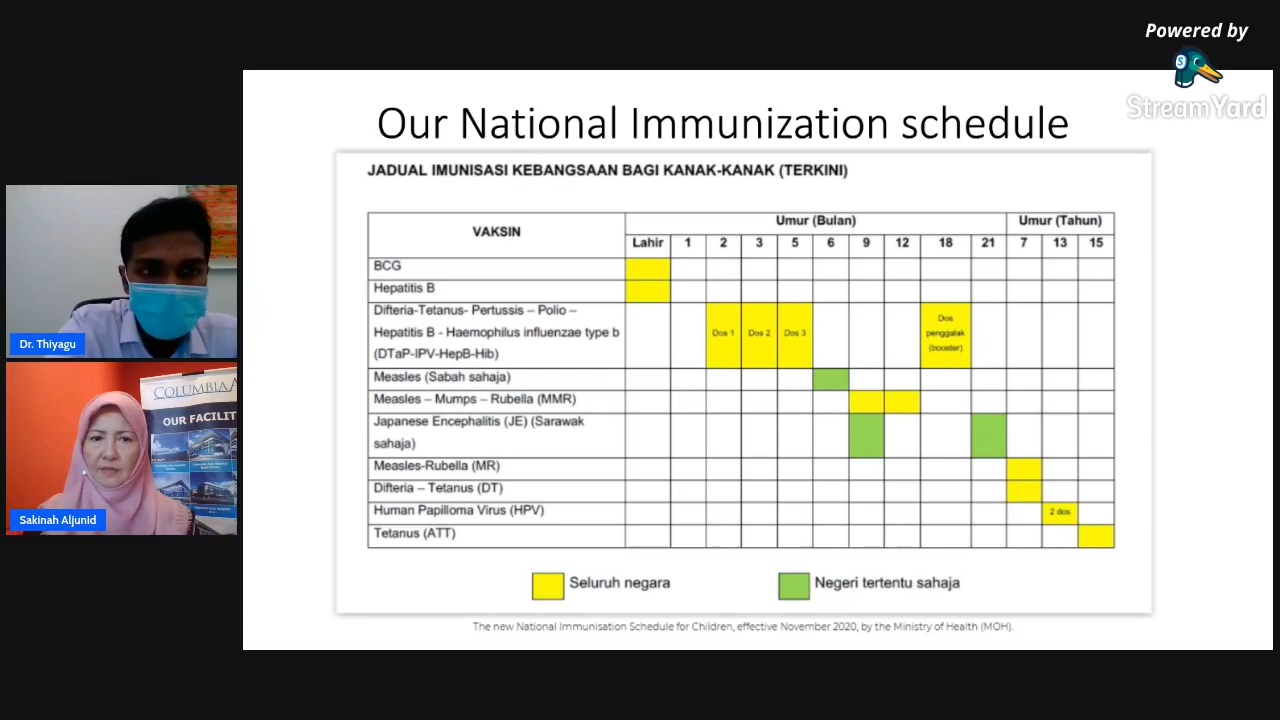 Powered by
StreamYard
Our National Immunization schedule
JADUAL IMUNISASI KEBANGSAAN BAGI KANAK-KANAK (TERKINI)
VAKSIN
Umur (Bulan)
Umur (Tahun)
Lahir 1 2 3 5 6 9 12 18 21 7 13 15
BCG
Hepatitis B
Difteria-Tetanus- Pertussis – Polio –
Hepatitis B - Haemophilus influenzae type b
(DTaP-IPV-HepB-Hib)
Dos 1
Dos 2
Dos 3
Dos
penggalak
(booster)
Measles (Sabah sahaja)
Measles – Mumps – Rubella (MMR)
Japanese Encephalitis (JE) (Sarawak
sahaja)
Measles-Rubella (MR)
Difteria – Tetanus (DT)
Human Papilloma Virus (HPV)
2 dos
Tetanus (ATT)
Seluruh negara
Negeri tertentu sahaja
The new National Immunisation Schedule for Children, effective November 2020, by the Ministry of Health (MOH).
Dr. Thiyagu
COLUMBIA
OUR FACILIT
Sakinah Aljunid